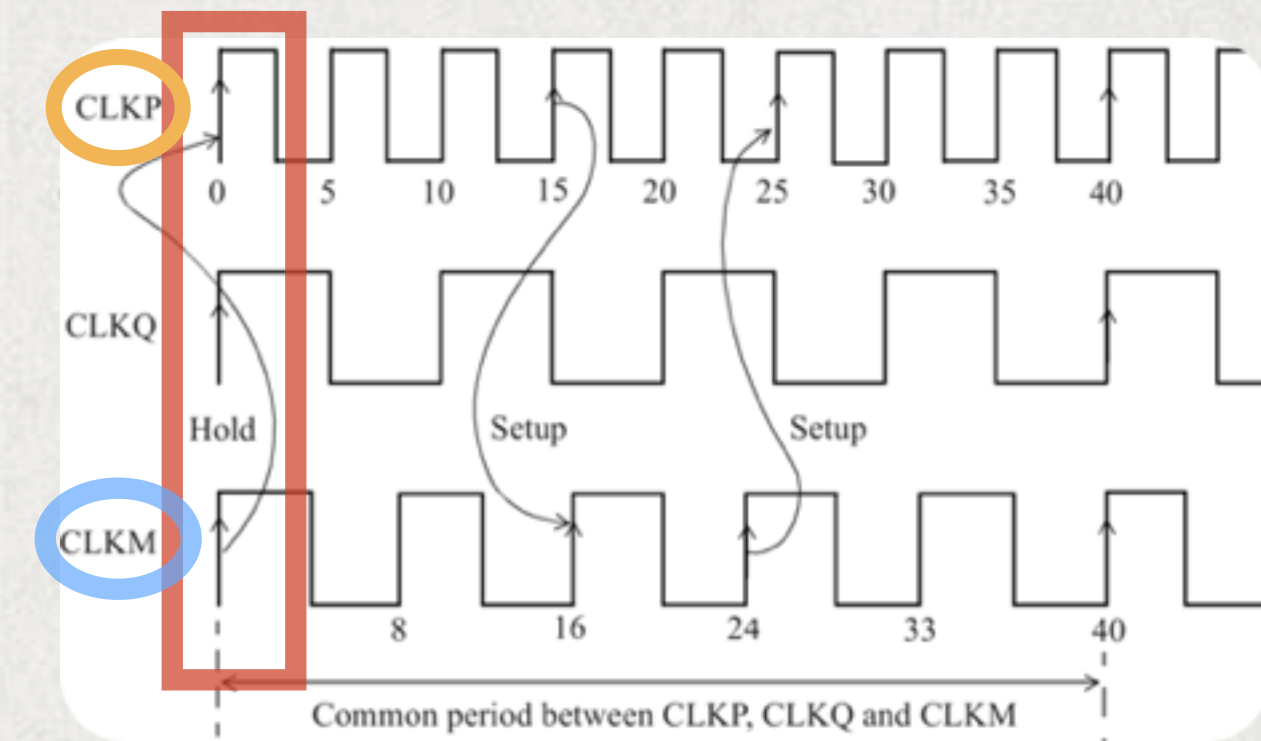 CLKP
0 5 10 15 20 25 30 35 40
CLKQ
Hold Setup Setup
CLKM
8 16 24 33 40
Common period between CLKP, CLKQ and CLKM